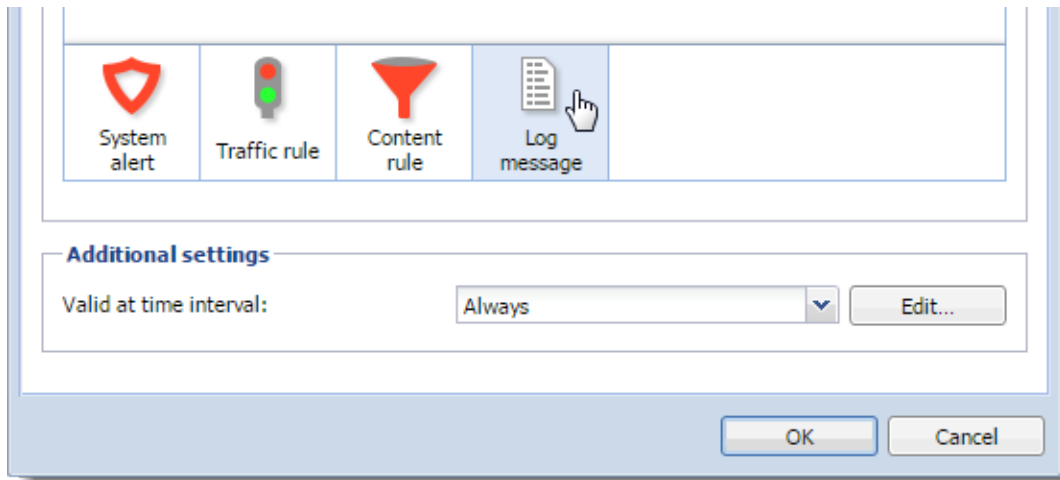 System
alert
Traffic rule
Content
rule
Log
message
Additional settings
Valid at time interval:
Always
Edit...
OK
Cancel